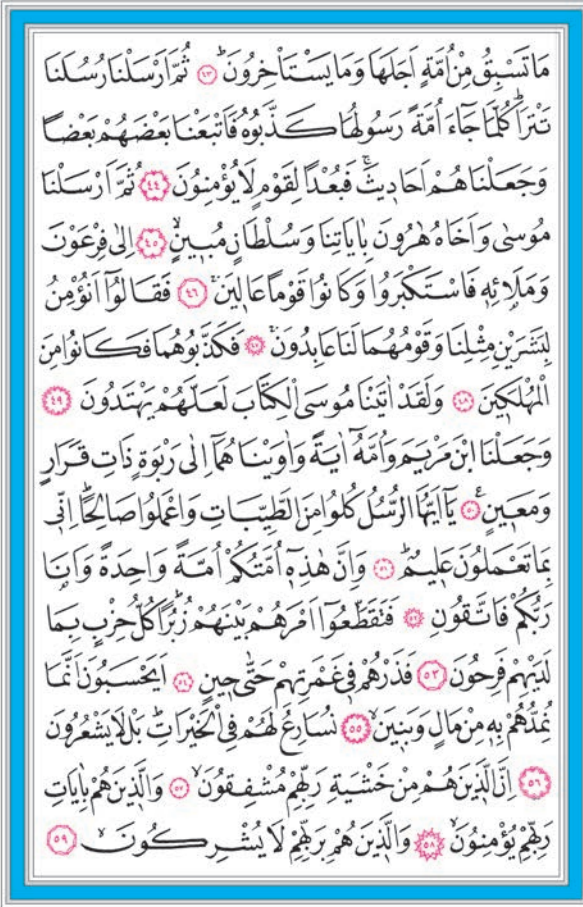 مَا تَسْبِقُ مِنْ اُمَّةٍ اَجَلَهَا وَمَا يَسْتَأْخِرُونَۜ ﴿٤٣﴾ ثُمَّ اَرْسَلْنَا رُسُلَنَا
تَتْرَاۜ كُلَّمَا جَٓاءَ اُمَّةً رَسُولُهَا كَذَّبُوهُ فَاَتْبَعْنَا بَعْضَهُمْ بَعْضًا
وَجَعَلْنَاهُمْ اَحَادِيثَۚ فَبُعْدًا لِقَوْمٍ لَا يُؤْمِنُونَ ﴿٤٤﴾ ثُمَّ اَرْسَلْنَا
مُوسٰى وَاَخَاهُ هٰرُونَ بِاٰيَاتِنَا وَسُلْطَانٍ مُبِينٍۙ ﴿٤٥﴾ اِلٰى فِرْعَوْنَ
وَمَلَا۬ئِه۪ فَاسْتَكْبَرُوا وَكَانُوا قَوْمًا عَالِينَۚ ﴿٤٦﴾ فَقَالُٓوا اَنُؤْمِنُ
لِبَشَرَيْنِ مِثْلِنَا وَقَوْمُهُمَا لَنَا عَابِدُونَۚ ﴿٤٧﴾ فَكَذَّبُوهُمَا فَكَانُوا مِنَ
الْمُهْلَكِينَ ﴿٤٨﴾ وَلَقَدْ اٰتَيْنَا مُوسَى الْكِتَابَ لَعَلَّهُمْ يَهْتَدُونَ ﴿٤٩﴾
وَجَعَلْنَا ابْنَ مَرْيَمَ وَاُمَّهُٓ اٰيَةً وَاٰوَيْنَاهُمَٓا اِلٰى رَبْوَةٍ ذَاتِ قَرَارٍ
وَمَعِينٍ۟ ﴿٥٠﴾ يَٓا اَيُّهَا الرُّسُلُ كُلُوا مِنَ الطَّيِّبَاتِ وَاعْمَلُوا صَالِحًاۜ اِنّ۪ي
بِمَا تَعْمَلُونَ عَلِيمٌۜ ﴿٥١﴾ وَاِنَّ هٰذِه۪ٓ اُمَّتُكُمْ اُمَّةً وَاحِدَةً وَاَنَا۬
رَبُّكُمْ فَاتَّقُونِ ﴿٥٢﴾ فَتَقَطَّعُٓوا اَمْرَهُمْ بَيْنَهُمْ زُبُرًاۜ كُلُّ حِزْبٍ بِمَا
لَدَيْهِمْ فَرِحُونَ ﴿٥٣﴾ فَذَرْهُمْ ف۪ي غَمْرَتِهِمْ حَتّٰى حِينٍ ﴿٥٤﴾ اَيَحْسَبُونَ اَنَّمَا
نُمِدُّهُمْ بِه۪ مِنْ مَالٍ وَبَنِينَۙ ﴿٥٥﴾ نُسَارِعُ لَهُمْ فِي الْخَيْرَاتِۜ بَلْ لَا يَشْعُرُونَ
﴿٥٦﴾ اِنَّ الَّذِينَ هُمْ مِنْ خَشْيَةِ رَبِّهِمْ مُشْفِقُونَۙ ﴿٥٧﴾ وَالَّذِينَ هُمْ بِاٰيَاتِ
رَبِّهِمْ يُؤْمِنُونَۙ ﴿٥٨﴾ وَالَّذِينَ هُمْ بِرَبِّهِمْ لَا يُشْرِكُونَۙ ﴿٥٩﴾